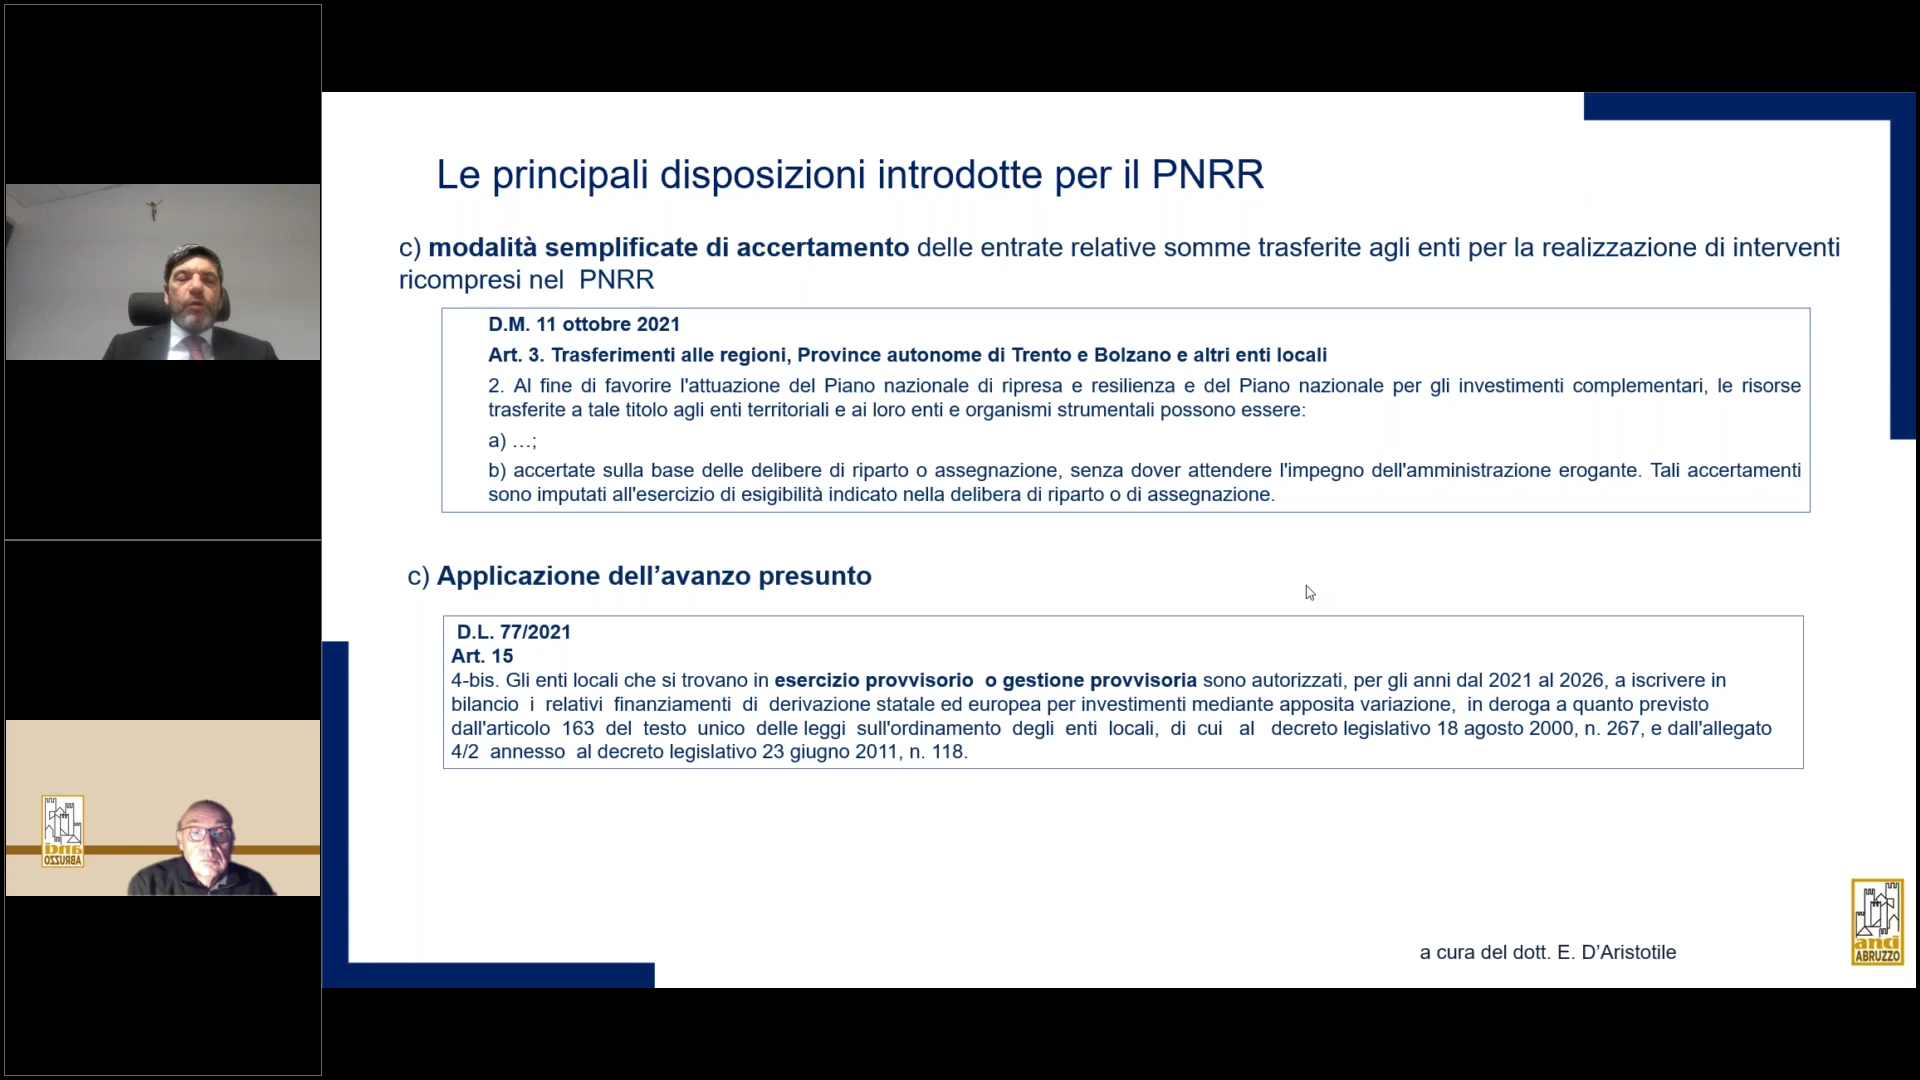 Le principali disposizioni introdotte per il PNRR
c) modalità semplificate di accertamento delle entrate relative somme trasferite agli enti per la realizzazione di interventi
ricompresi nel PNRR
D.M. 11 ottobre 2021
Art. 3. Trasferimenti alle regioni, Province autonome di Trento e Bolzano e altri enti locali
2. Al fine di favorire l'attuazione del Piano nazionale di ripresa e resilienza e del Piano nazionale per gli investimenti complementari, le risorse
trasferite a tale titolo agli enti territoriali e ai loro enti e organismi strumentali possono essere:
a) …;
b) accertate sulla base delle delibere di riparto o assegnazione, senza dover attendere l'impegno dell'amministrazione erogante. Tali accertamenti
sono imputati all'esercizio di esigibilità indicato nella delibera di riparto o di assegnazione.
c) Applicazione dell’avanzo presunto
D.L. 77/2021
Art. 15
4-bis. Gli enti locali che si trovano in esercizio provvisorio o gestione provvisoria sono autorizzati, per gli anni dal 2021 al 2026, a iscrivere in
bilancio i relativi finanziamenti di derivazione statale ed europea per investimenti mediante apposita variazione, in deroga a quanto previsto
dall'articolo 163 del testo unico delle leggi sull'ordinamento degli enti locali, di cui al decreto legislativo 18 agosto 2000, n. 267, e dall'allegato
4/2 annesso al decreto legislativo 23 giugno 2011, n. 118.
a cura del dott. E. D’Aristotile
anci
ABRUZZO
anci
ABRUZZO